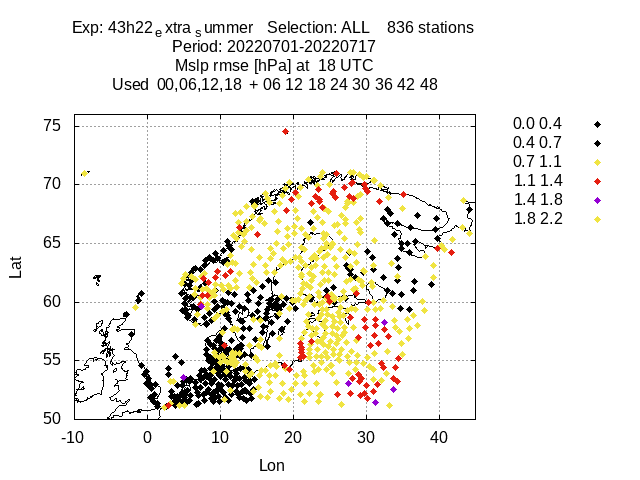 Exp: 43h22extrasummer Selection: ALL 836 stations
Period: 20220701-20220717
Mslp rmse [hPa] at 18 UTC
Used 00,06,12,18 + 06 12 18 24 30 36 42 48
0.0 0.4
0.4 0.7
0.7 1.1
1.1 1.4
1.4 1.8
1.8 2.2
75
70
65
60
55
50
Lat
-10 0 10 20 30 40
Lon